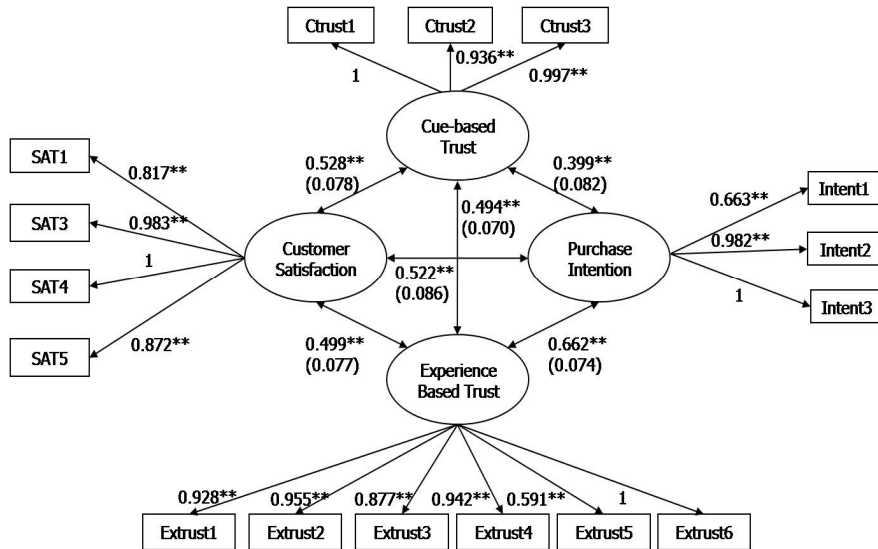 Ctrust1
Ctrust2
Ctrust3
1
0.936**
0.997**
Cue-based
Trust
SAT1
SAT3
SAT4
SAT5
0.817**
0.983**
1
0.872**
0.528**
(0.078)
0.399**
(0.082)
0.494**
(0.070)
Customer
Satisfaction
Purchase
Intention
0.522**
(0.086)
0.663**
0.982**
1
Intent1
Intent2
Intent3
0.499**
(0.077)
0.662**
(0.074)
Experience
Based Trust
0.928**
0.955**
0.877**
0.942**
0.591**
1
Extrust1
Extrust2
Extrust3
Extrust4
Extrust5
Extrust6